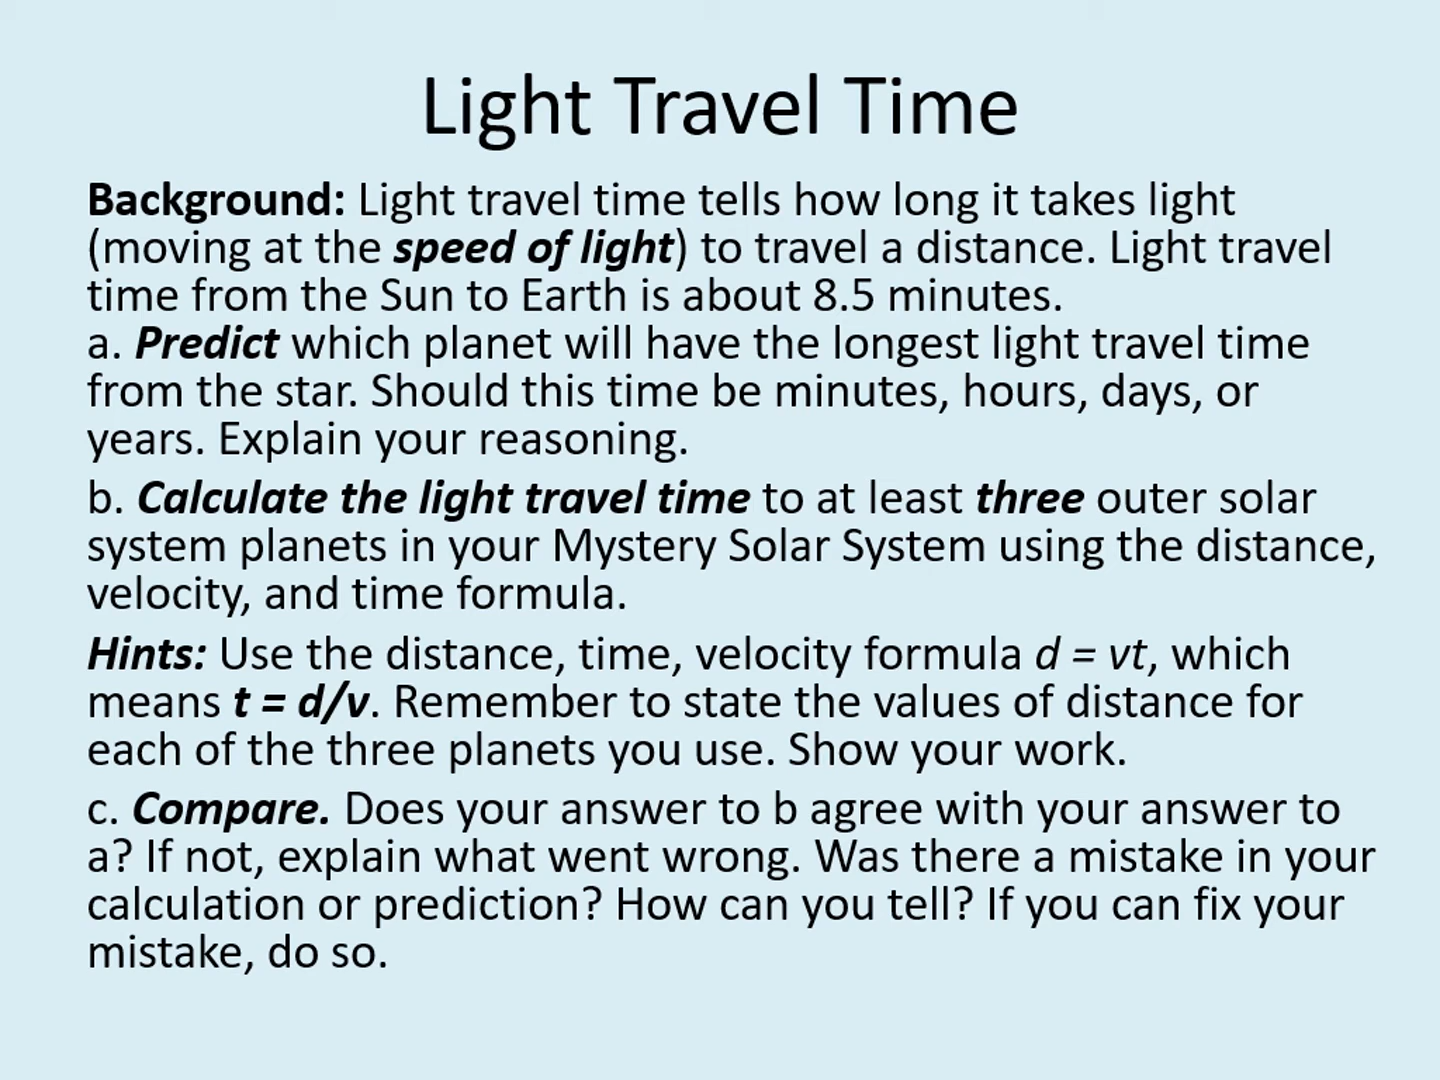 Light Travel Time
Background: Light travel time tells how long it takes light
(moving at the speed of light) to travel a distance. Light travel
time from the Sun to Earth is about 8.5 minutes.
a. Predict which planet will have the longest light travel time
from the star. Should this time be minutes, hours, days, or
years. Explain your reasoning.
b. Calculate the light travel time to at least three outer solar
system planets in your Mystery Solar System using the distance,
velocity, and time formula.
Hints: Use the distance, time, velocity formula d = vt, which
means t = d/v. Remember to state the values of distance for
each of the three planets you use. Show your work.
c. Compare. Does your answer to b agree with your answer to
a? If not, explain what went wrong. Was there a mistake in your
calculation or prediction? How can you tell? If you can fix your
mistake, do so.